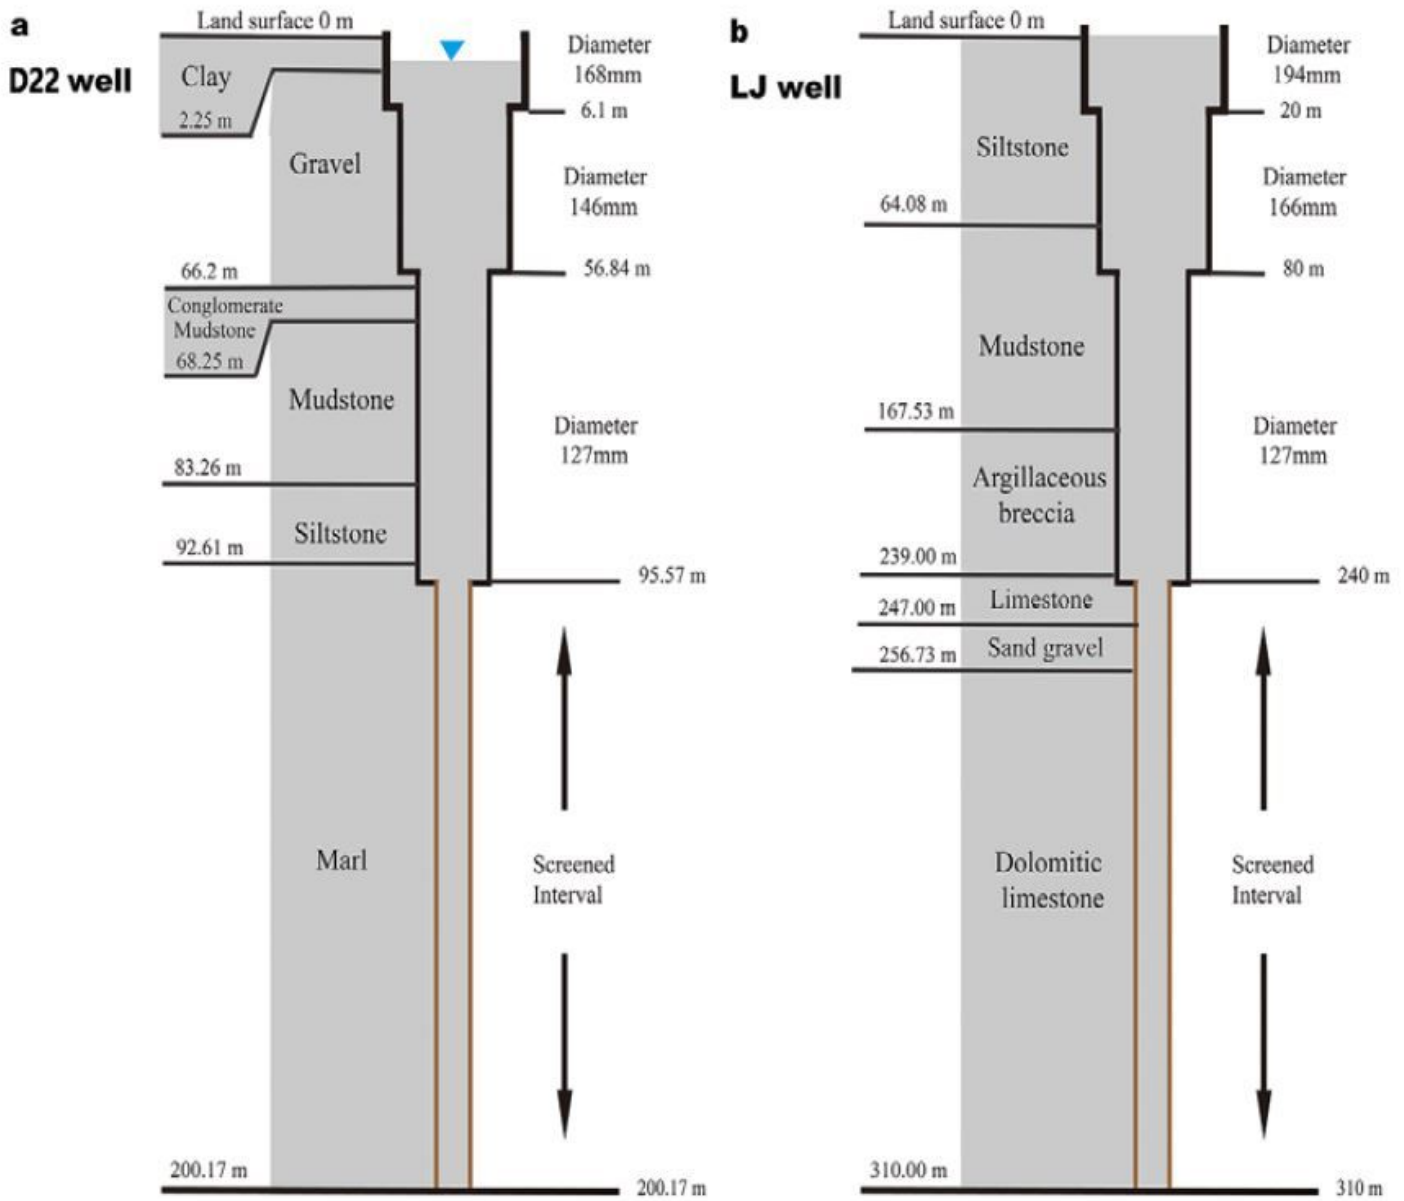 a
D22 well
Land surface 0 m
Clay
2.25 m
Gravel
66.2 m
Conglomerate
Mudstone
68.25 m
Mudstone
83.26 m
Siltstone
92.61 m
Marl
200.17 m
Diameter
168mm
6.1 m
Diameter
146mm
56.84 m
Diameter
127mm
95.57 m
Screened
Interval
200.17 m
b
LJ well
Land surface 0 m
Siltstone
64.08 m
Mudstone
167.53 m
Argillaceous
breccia
239.00 m
Limestone
247.00 m
Sand gravel
256.73 m
Dolomitic
limestone
310.00 m
Diameter
194mm
20 m
Diameter
166mm
80 m
Diameter
127mm
240 m
Screened
Interval
310 m